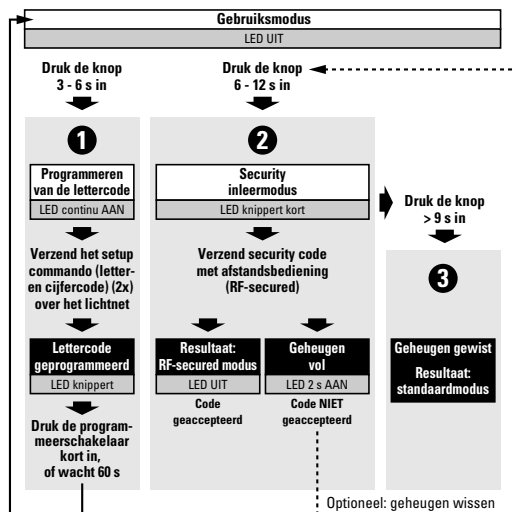 Gebruiksmodus
LED UIT
Druk de knop
3 - 6 s in
Druk de knop
6 - 12 s in
1
Programmeren
van de lettercode
LED continu AAN
Verzend het setup
commando (letter-
en cijfercode) (2x)
over het lichtnet
Lettercode
geprogrammeerd
LED knippert
Druk de program-
meerschakelaar
kort in,
of wacht 60 s
2
Security
inleermodus
LED knippert kort
Verzend security code
met afstandsbediening
(RF-secured)
Resultaat:
RF-secured modus
LED UIT
Code
geaccepteerd
Geheugen
vol
LED 2 s AAN
Code NIET
geaccepteerd
Druk de knop
> 9 s in
3
Geheugen gewist
Resultaat:
standaardmodus
Optioneel: geheugen wissen